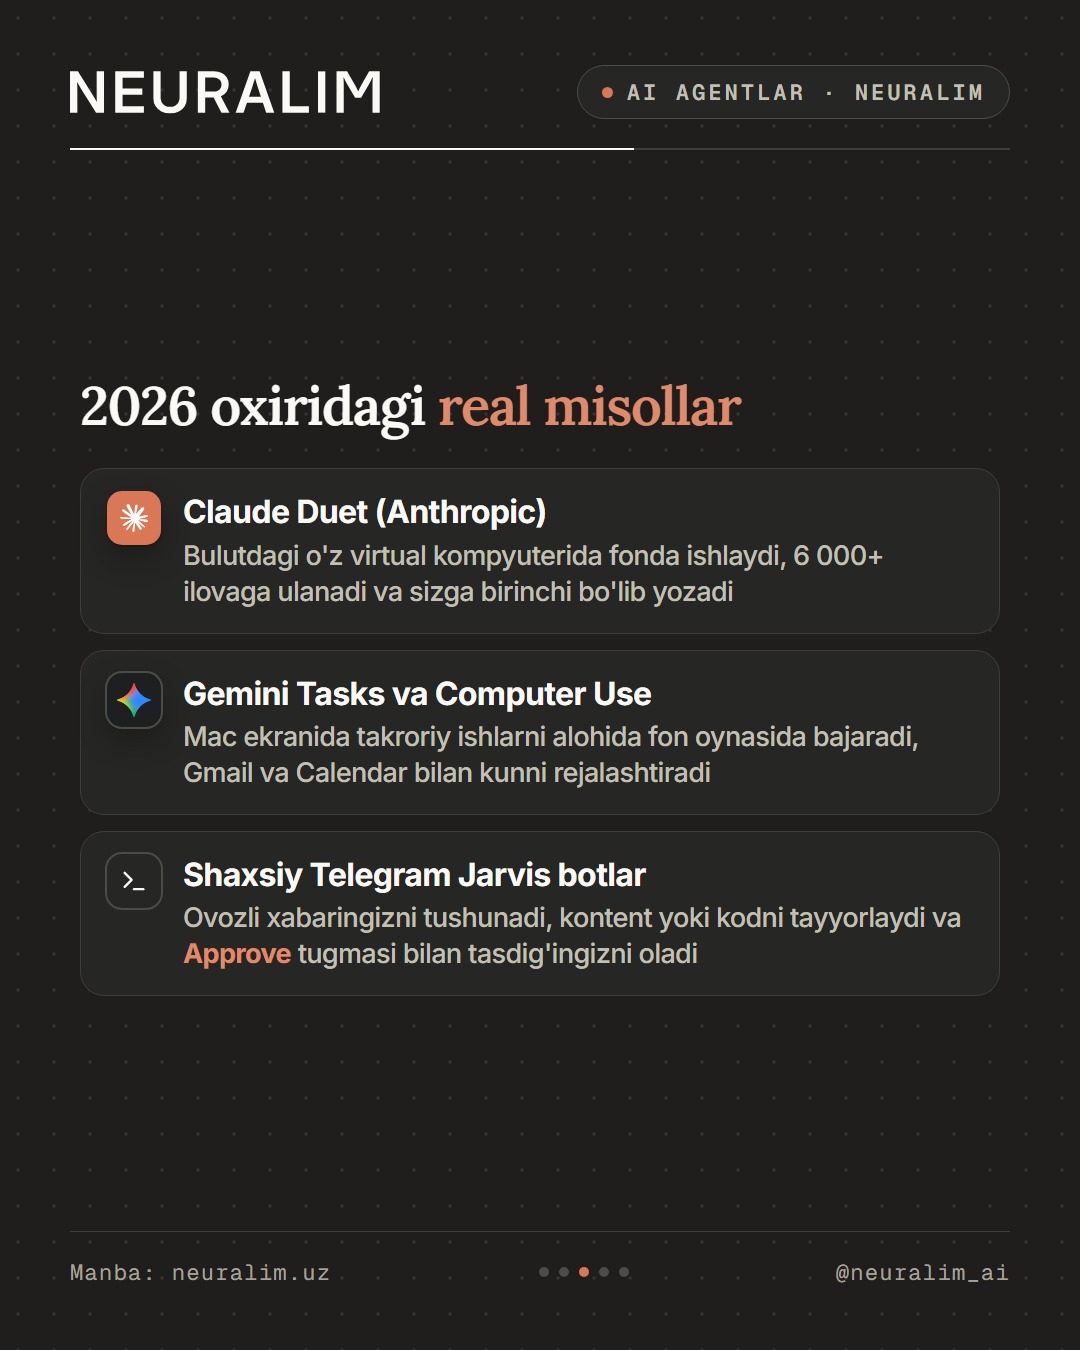 NEURALIM
AI AGENTLAR · NEURALIM
2026 oxiridagi real misollar
Claude Duet (Anthropic)
Bulutdagi o'z virtual kompyuterida fonda ishlaydi, 6 000+
ilovaga ulanadi va sizga birinchi bo'lib yozadi
Gemini Tasks va Computer Use
Mac ekranida takroriy ishlarni alohida fon oynasida bajaradi,
Gmail va Calendar bilan kunni rejalashtiradi
Shaxsiy Telegram Jarvis botlar
Ovozli xabaringizni tushunadi, kontent yoki kodni tayyorlaydi va
Approve tugmasi bilan tasdig'ingizni oladi
Manba: neuralim.uz
@neuralim_ai